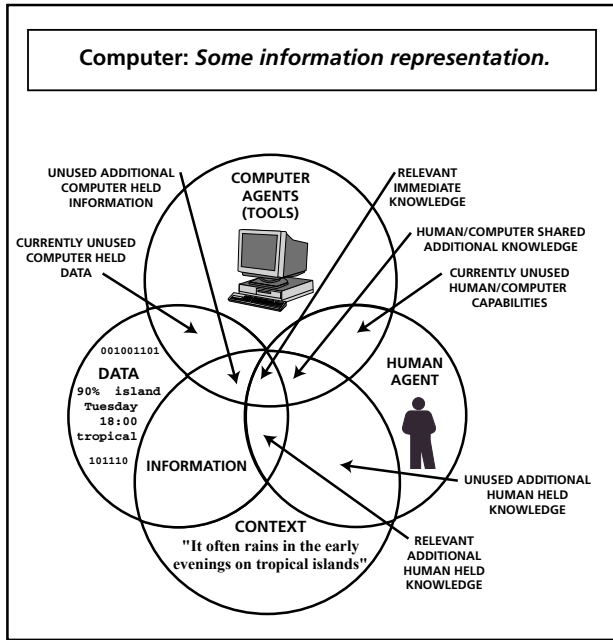 Computer: Some information representation.
UNUSED ADDITIONAL
COMPUTER HELD
INFORMATION
COMPUTER
AGENTS
(TOOLS)
RELEVANT
IMMEDIATE
KNOWLEDGE
HUMAN/COMPUTER SHARED
ADDITIONAL KNOWLEDGE
CURRENTLY UNUSED
COMPUTER HELD
DATA
CURRENTLY UNUSED
HUMAN/COMPUTER
CAPABILITIES
001001101
DATA
90% island
Tuesday
18:00
tropical
101110
HUMAN
AGENT
INFORMATION
UNUSED ADDITIONAL
HUMAN HELD
KNOWLEDGE
CONTEXT
"It often rains in the early
evenings on tropical islands"
RELEVANT
ADDITIONAL
HUMAN HELD
KNOWLEDGE